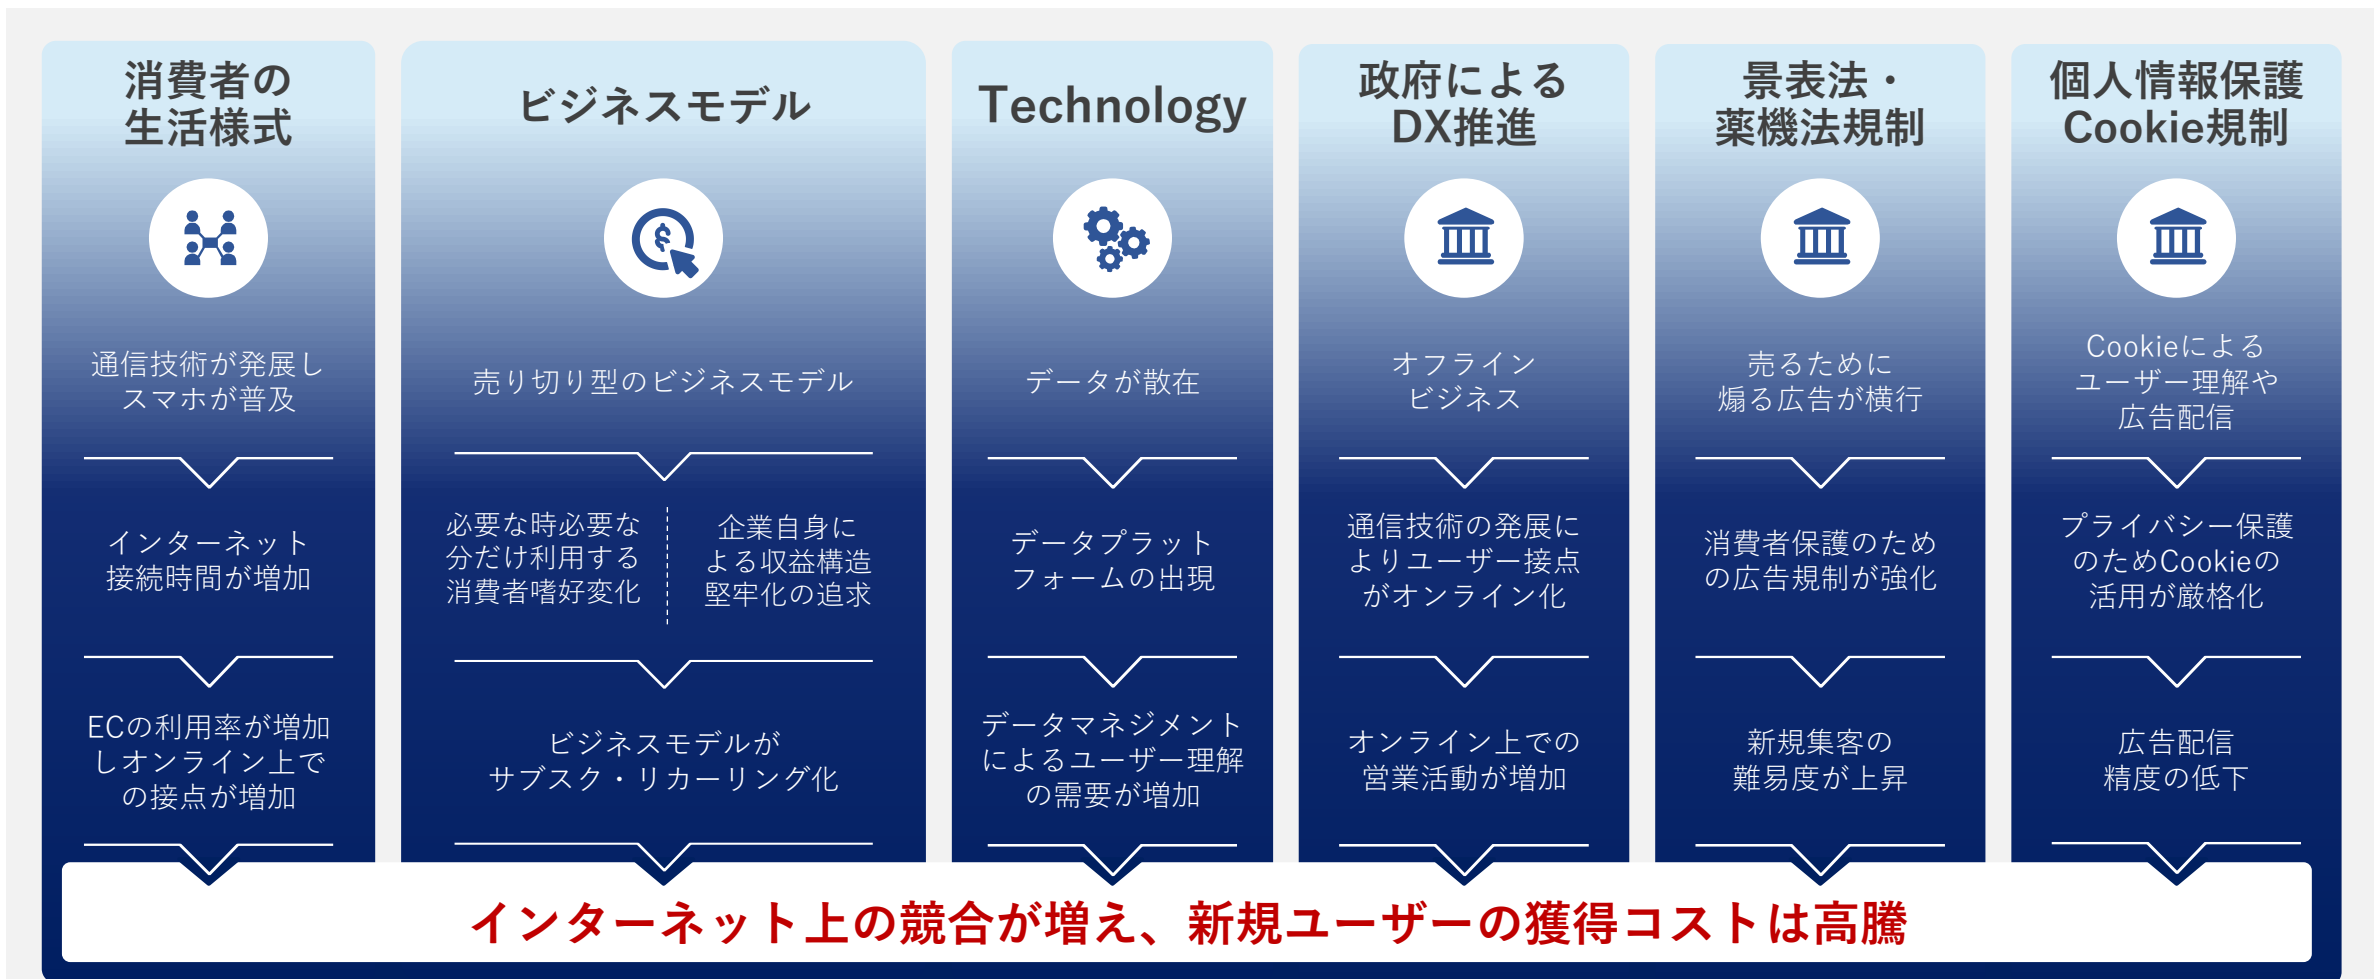 消費者の
生活様式
通信技術が発展し
スマホが普及
インターネット
接続時間が増加
ECの利用率が増加
しオンライン上で
の接点が増加
ビジネスモデル
売り切り型のビジネスモデル
必要な時必要な
分だけ利用する
消費者嗜好変化
企業自身に
よる収益構造
堅牢化の追求
ビジネスモデルが
サブスク・リカーリング化
Technology
データが散在
データプラット
フォームの出現
データマネジメント
によるユーザー理解
の需要が増加
政府による
DX推進
オフライン
ビジネス
通信技術の発展に
よりユーザー接点
がオンライン化
オンライン上での
営業活動が増加
景表法・
薬機法規制
売るために
煽る広告が横行
消費者保護のため
の広告規制が強化
新規集客の
難易度が上昇
個人情報保護
Cookie規制
Cookieによる
ユーザー理解や
広告配信
プライバシー保護
のためCookieの
活用が厳格化
広告配信
精度の低下
インターネット上の競合が増え、新規ユーザーの獲得コストは高騰